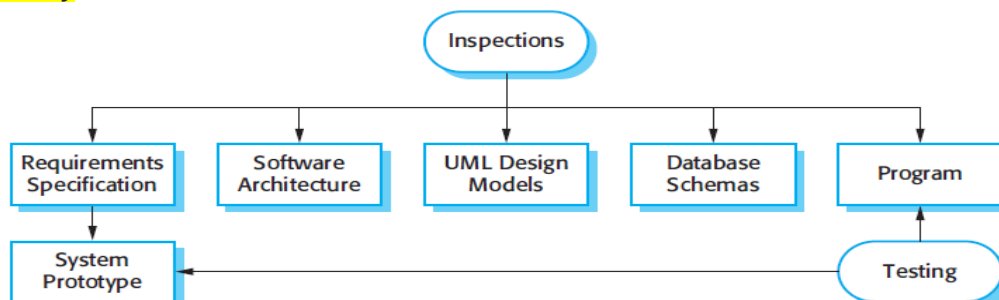 Inspections
Requirements
Specification
Software
Architecture
UML Design
Models
Database
Schemas
Program
System
Prototype
Testing